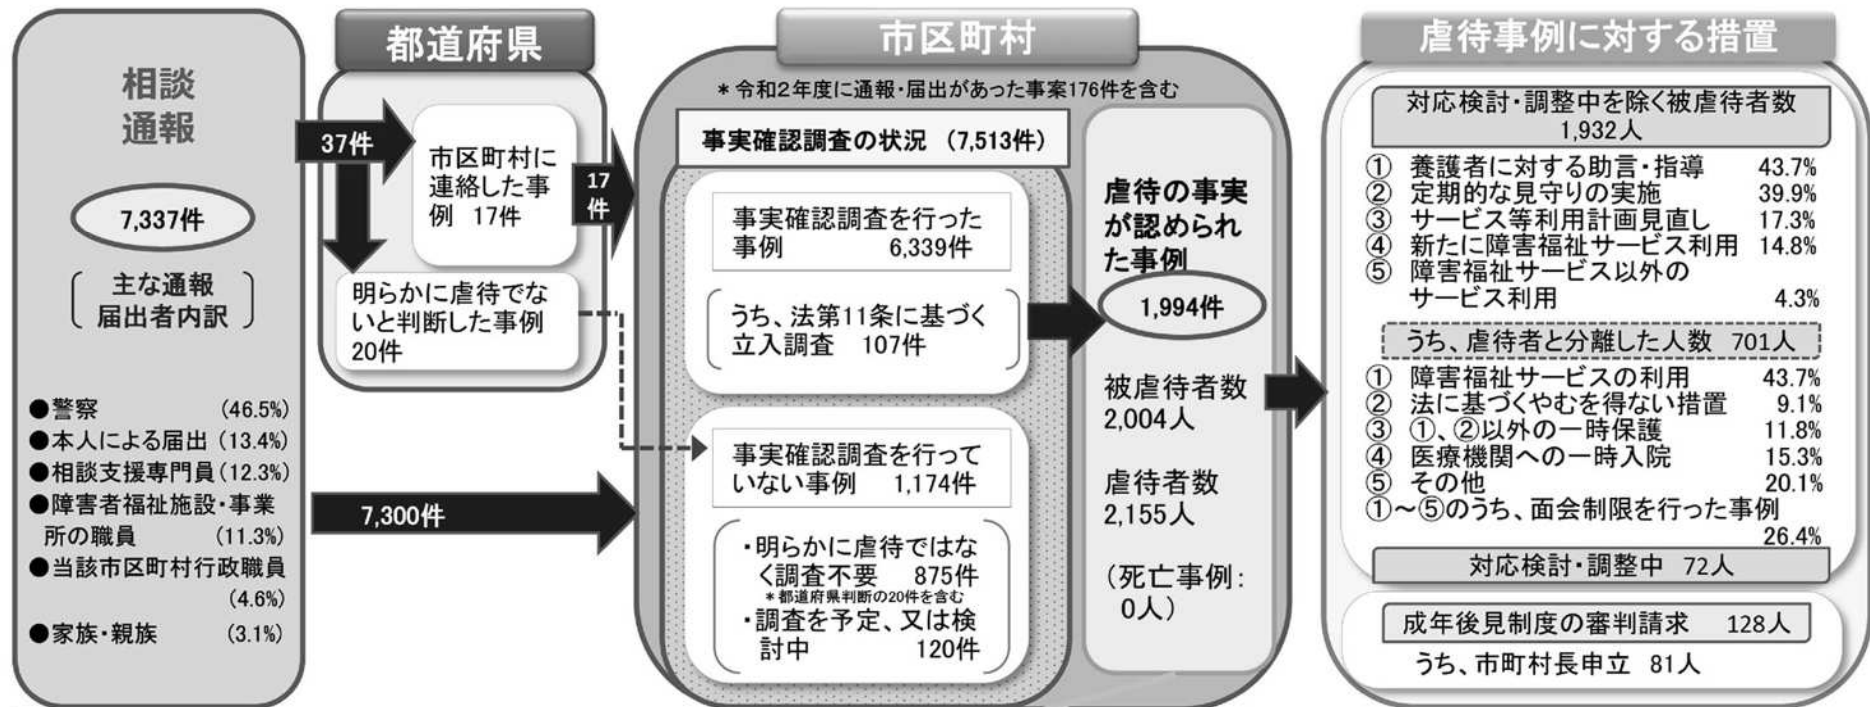 相談
通報
7,337件
主な通報
届出者内訳
●警察 (46.5%)
●本人による届出 (13.4%)
●相談支援専門員 (12.3%)
●障害者福祉施設・事業
所の職員 (11.3%)
●当該市区町村行政職員
(4.6%)
●家族・親族 (3.1%)
都道府県
37件
市区町村に
連絡した事
例 17件
17
件
明らかに虐待でな
いと判断した事例
20件
7,300件
市区町村
*令和2年度に通報・届出があった事案176件を含む
事実確認調査の状況 (7,513件)
事実確認調査を行った
事例 6,339件
うち、法第11条に基づく
立入調査 107件
事実確認調査を行って
いない事例 1,174件
・明らかに虐待ではな
く調査不要 875件
*都道府県判断の20件を含む
・調査を予定、又は検
討中 120件
虐待の事実
が認められ
た事例
1,994件
被虐待者数
2,004人
虐待者数
2,155人
(死亡事例:
0人)
虐待事例に対する措置
対応検討・調整中を除く被虐待者数
1,932人
① 養護者に対する助言・指導 43.7%
② 定期的な見守りの実施 39.9%
③ サービス等利用計画見直し 17.3%
④ 新たに障害福祉サービス利用 14.8%
⑤ 障害福祉サービス以外の
サービス利用 4.3%
うち、虐待者と分離した人数 701人
① 障害福祉サービスの利用 43.7%
② 法に基づくやむを得ない措置 9.1%
③ ①、②以外の一時保護 11.8%
④ 医療機関への一時入院 15.3%
⑤ その他 20.1%
①～⑤のうち、面会制限を行った事例
26.4%
対応検討・調整中 72人
成年後見制度の審判請求 128人
うち、市町村長申立 81人